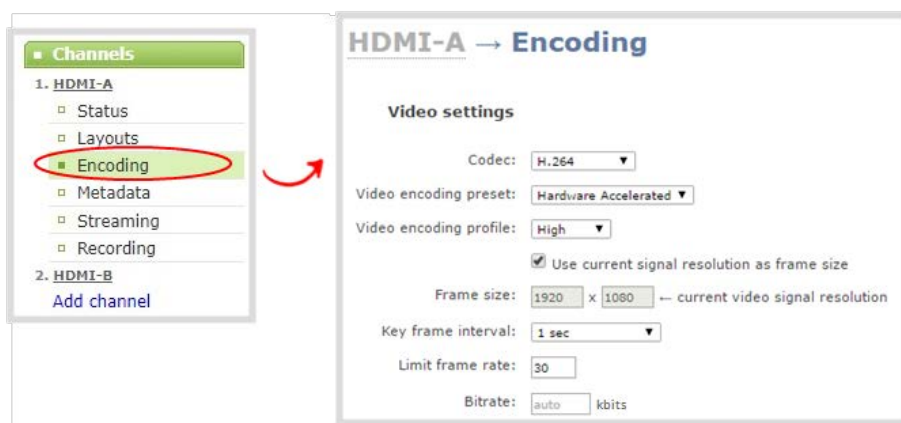 Channels
1. HDMI-A
Status
Layouts
Encoding
Metadata
Streaming
Recording
2. HDMI-B
Add channel
HDMI-A → Encoding
Video settings
Codec: H.264
Video encoding preset: Hardware Accelerated
Video encoding profile: High
Use current signal resolution as frame size
Frame size: 1920 x 1080 ← current video signal resolution
Key frame interval: 1 sec
Limit frame rate: 30
Bitrate: auto kbits